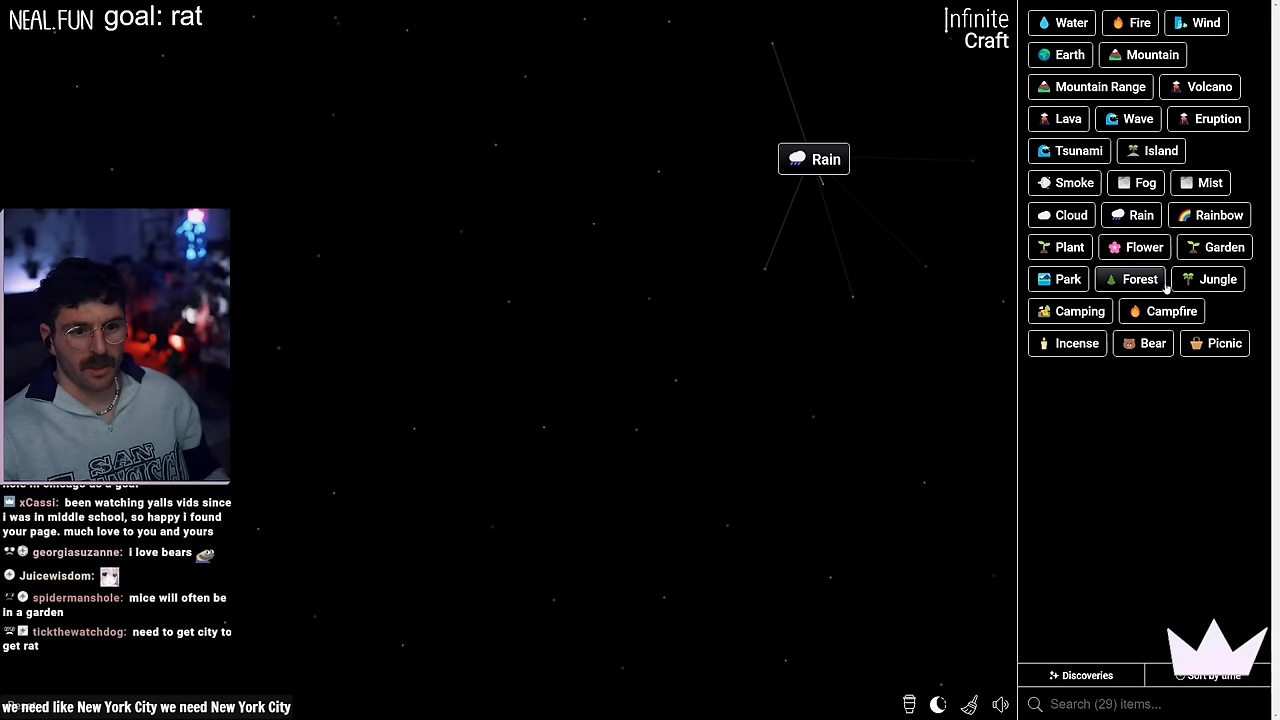 NEAL.FUN goal: rat
Infinite
Craft
Rain
Water
Fire
Wind
Earth
Mountain
Mountain Range
Volcano
Lava
Wave
Eruption
Tsunami
Island
Smoke
Fog
Mist
Cloud
Rain
Rainbow
Plant
Flower
Garden
Park
Forest
Jungle
Camping
Campfire
Incense
Bear
Picnic
SAN
xCassi: been watching yalls vids since
i was in middle school, so happy i found
your page. much love to you and yours
georgiasuzanne: i love bears
Juicewisdom:
spidermanshole: mice will often be
in a garden
tickthewatchdog: need to get city to
get rat
we need like New York City we need New York City
Discoveries
Sort by time
Search (29) items...